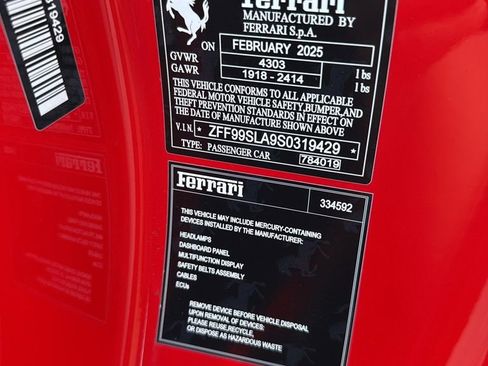 319429
Ferrari
MANUFACTURED BY
FERRARI S.p.A.
ON FEBRUARY 2025
GVWR 4303 lbs
GAWR 1918 - 2414 lbs
THIS VEHICLE CONFORMS TO ALL APPLICABLE
FEDERAL MOTOR VEHICLE SAFETY, BUMPER, AND
THEFT PREVENTION STANDARDS IN EFFECT ON
THE DATE OF MANUFACTURE SHOWN ABOVE
V.I.N. * ZFF99SLA9S0319429 *
TYPE: PASSENGER CAR 784019
Ferrari 334592
THIS VEHICLE MAY INCLUDE MERCURY-CONTAINING
DEVICES INSTALLED BY THE MANUFACTURER:
HEADLAMPS
DASHBOARD PANEL
MULTIFUNCTION DISPLAY
SAFETY BELTS ASSEMBLY
CABLES
ECUs
REMOVE DEVICE BEFORE VEHICLE, DISPOSAL
UPON REMOVAL OF DEVICES:
PLEASE REUSE, RECYCLE,
OR DISPOSE AS HAZARDOUS WASTE